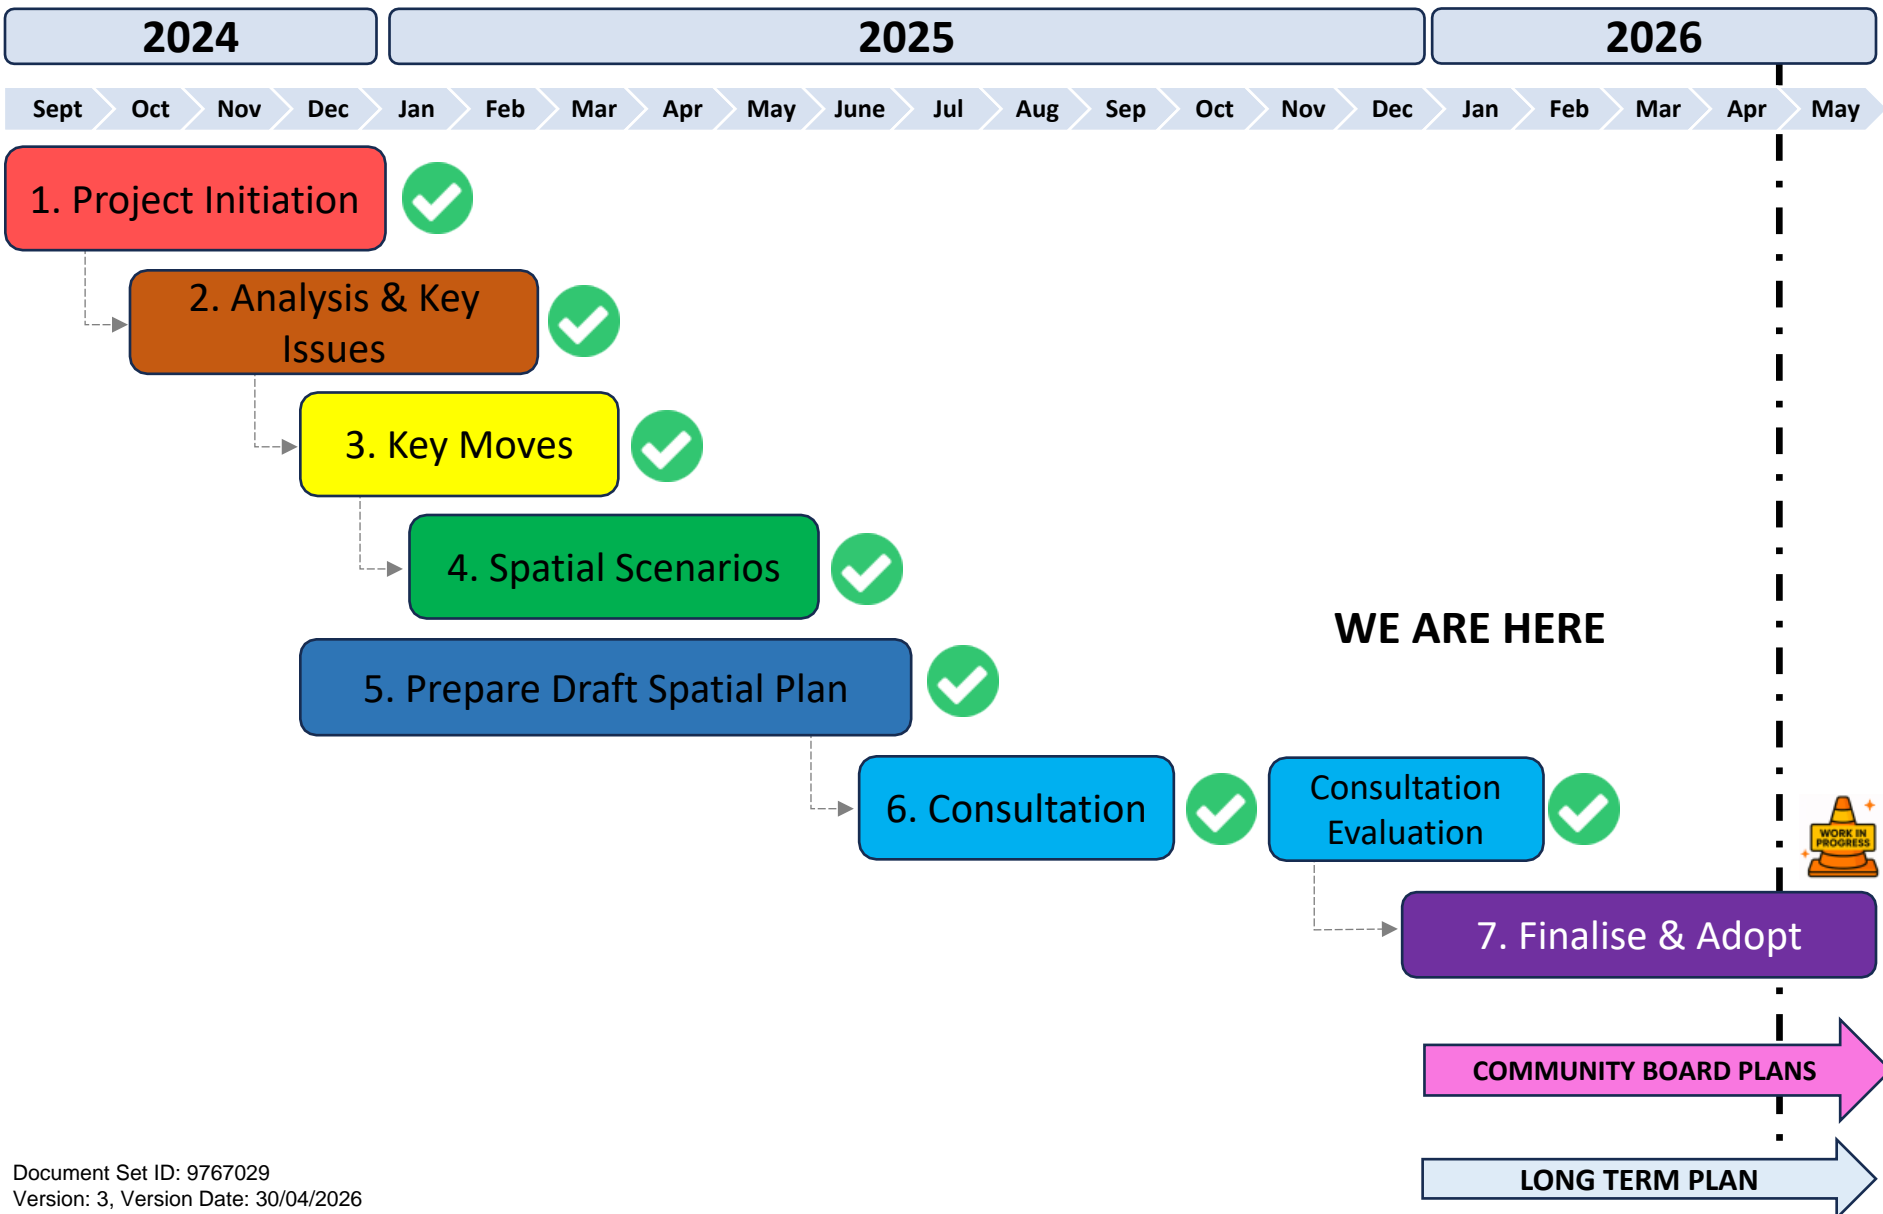 2024
2025
2026
Sept Oct Nov Dec Jan Feb Mar Apr May June Jul Aug Sep Oct Nov Dec Jan Feb Mar Apr May
1. Project Initiation
2. Analysis & Key
Issues
3. Key Moves
4. Spatial Scenarios
WE ARE HERE
5. Prepare Draft Spatial Plan
6. Consultation
Consultation
Evaluation
WORK IN
PROGRESS
7. Finalise & Adopt
COMMUNITY BOARD PLANS
LONG TERM PLAN
Document Set ID: 9767029
Version: 3, Version Date: 30/04/2026